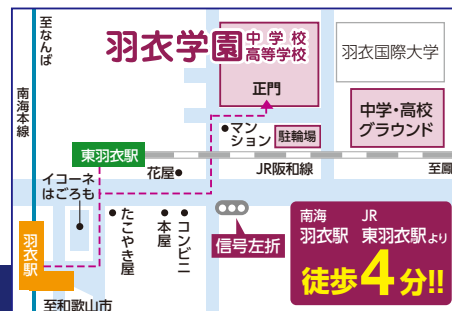 至なんば
南海本線
羽衣学園 中学校
高等学校
正門
羽衣国際大学
中学・高校
グラウンド
マン
ション
駐輪場
東羽衣駅
花屋
JR阪和線
至鳳
イコーネ
はごろも
たこやき屋
本屋
コンビニ
信号左折
羽衣駅
至和歌山市
南海 JR
羽衣駅 東羽衣駅より
徒歩4分!!